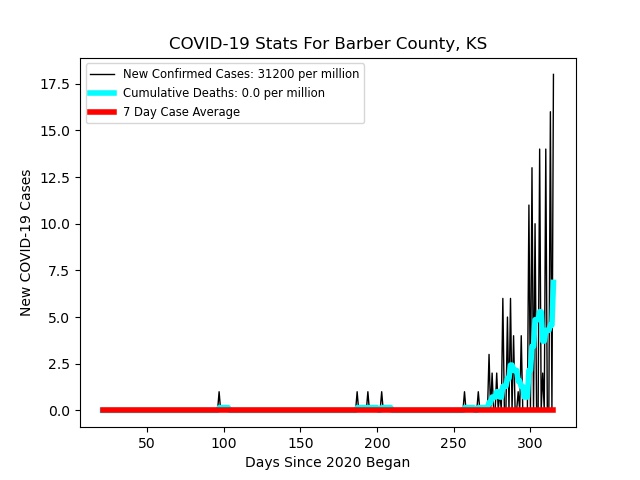 COVID-19 Stats For Barber County, KS
New Confirmed Cases: 31200 per million
Cumulative Deaths: 0.0 per million
7 Day Case Average
New COVID-19 Cases
17.5
15.0
12.5
10.0
7.5
5.0
2.5
0.0
50 100 150 200 250 300
Days Since 2020 Began